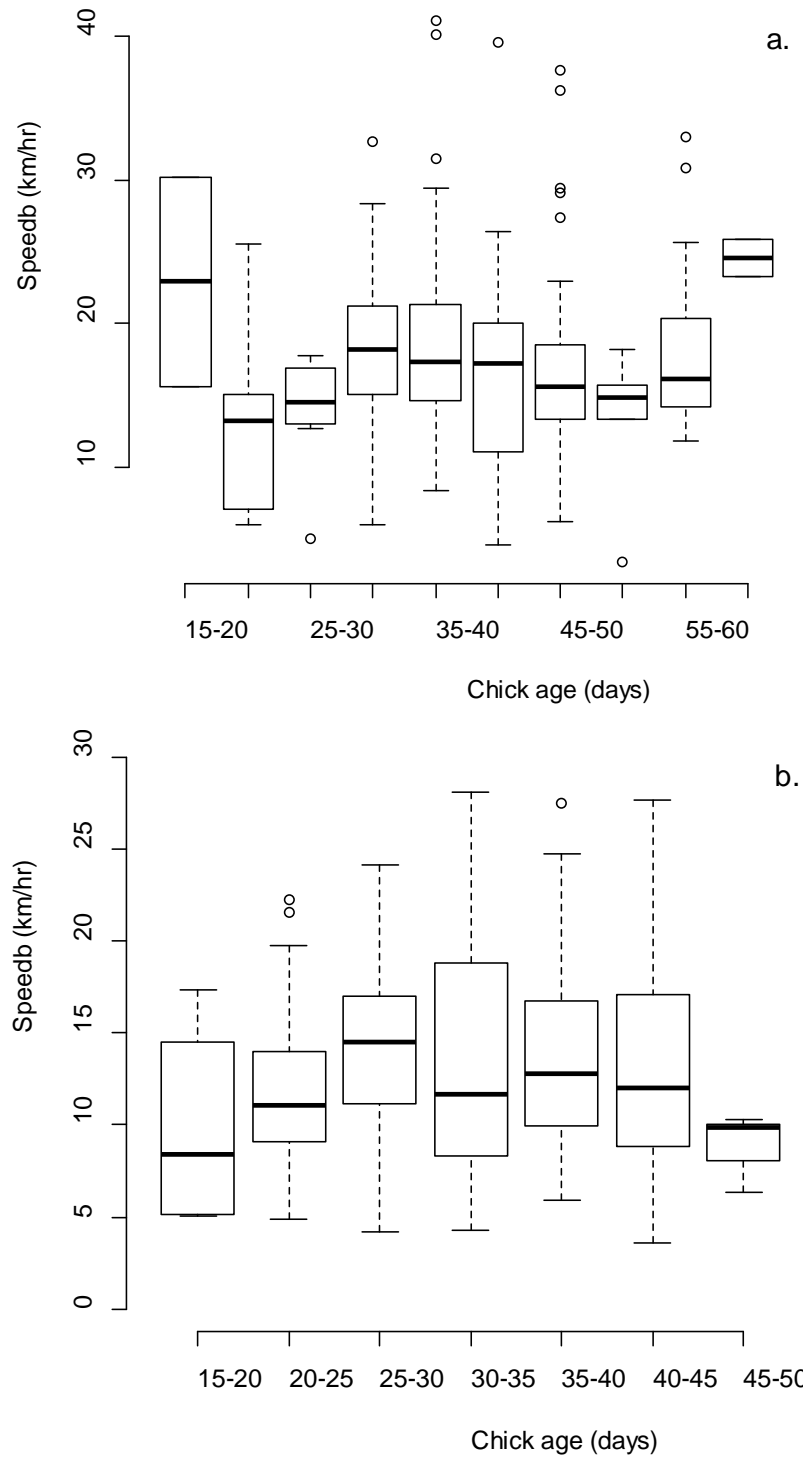 a.
40
30
20
10
Speedb (km/hr)
15-20 25-30 35-40 45-50 55-60
Chick age (days)
b.
30
25
20
15
10
5
0
Speedb (km/hr)
15-20 20-25 25-30 30-35 35-40 40-45 45-50
Chick age (days)